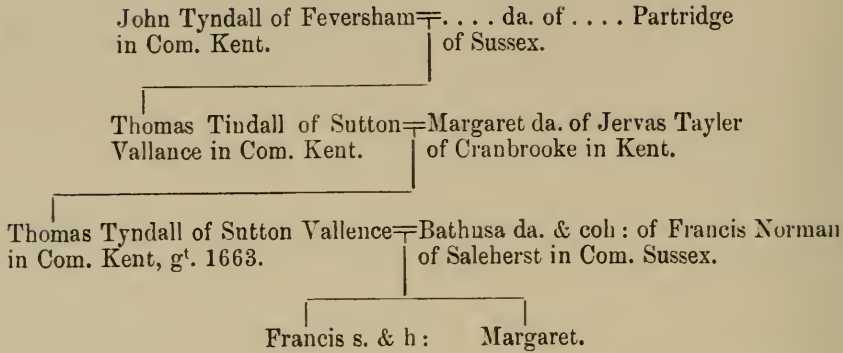 John Tyndall of Feversham=. . . . da. of . . . . Partridge
in Com. Kent. of Sussex.
Thomas Tindall of Sutton=Margaret da. of Jervas Tayler
Vallance in Com. Kent. of Cranbrooke in Kent.
Thomas Tyndall of Sutton Vallence=Bathusa da. & coh: of Francis Norman
in Com. Kent, gᵗ. 1663. of Saleherst in Com. Sussex.
Francis s. & h: Margaret.